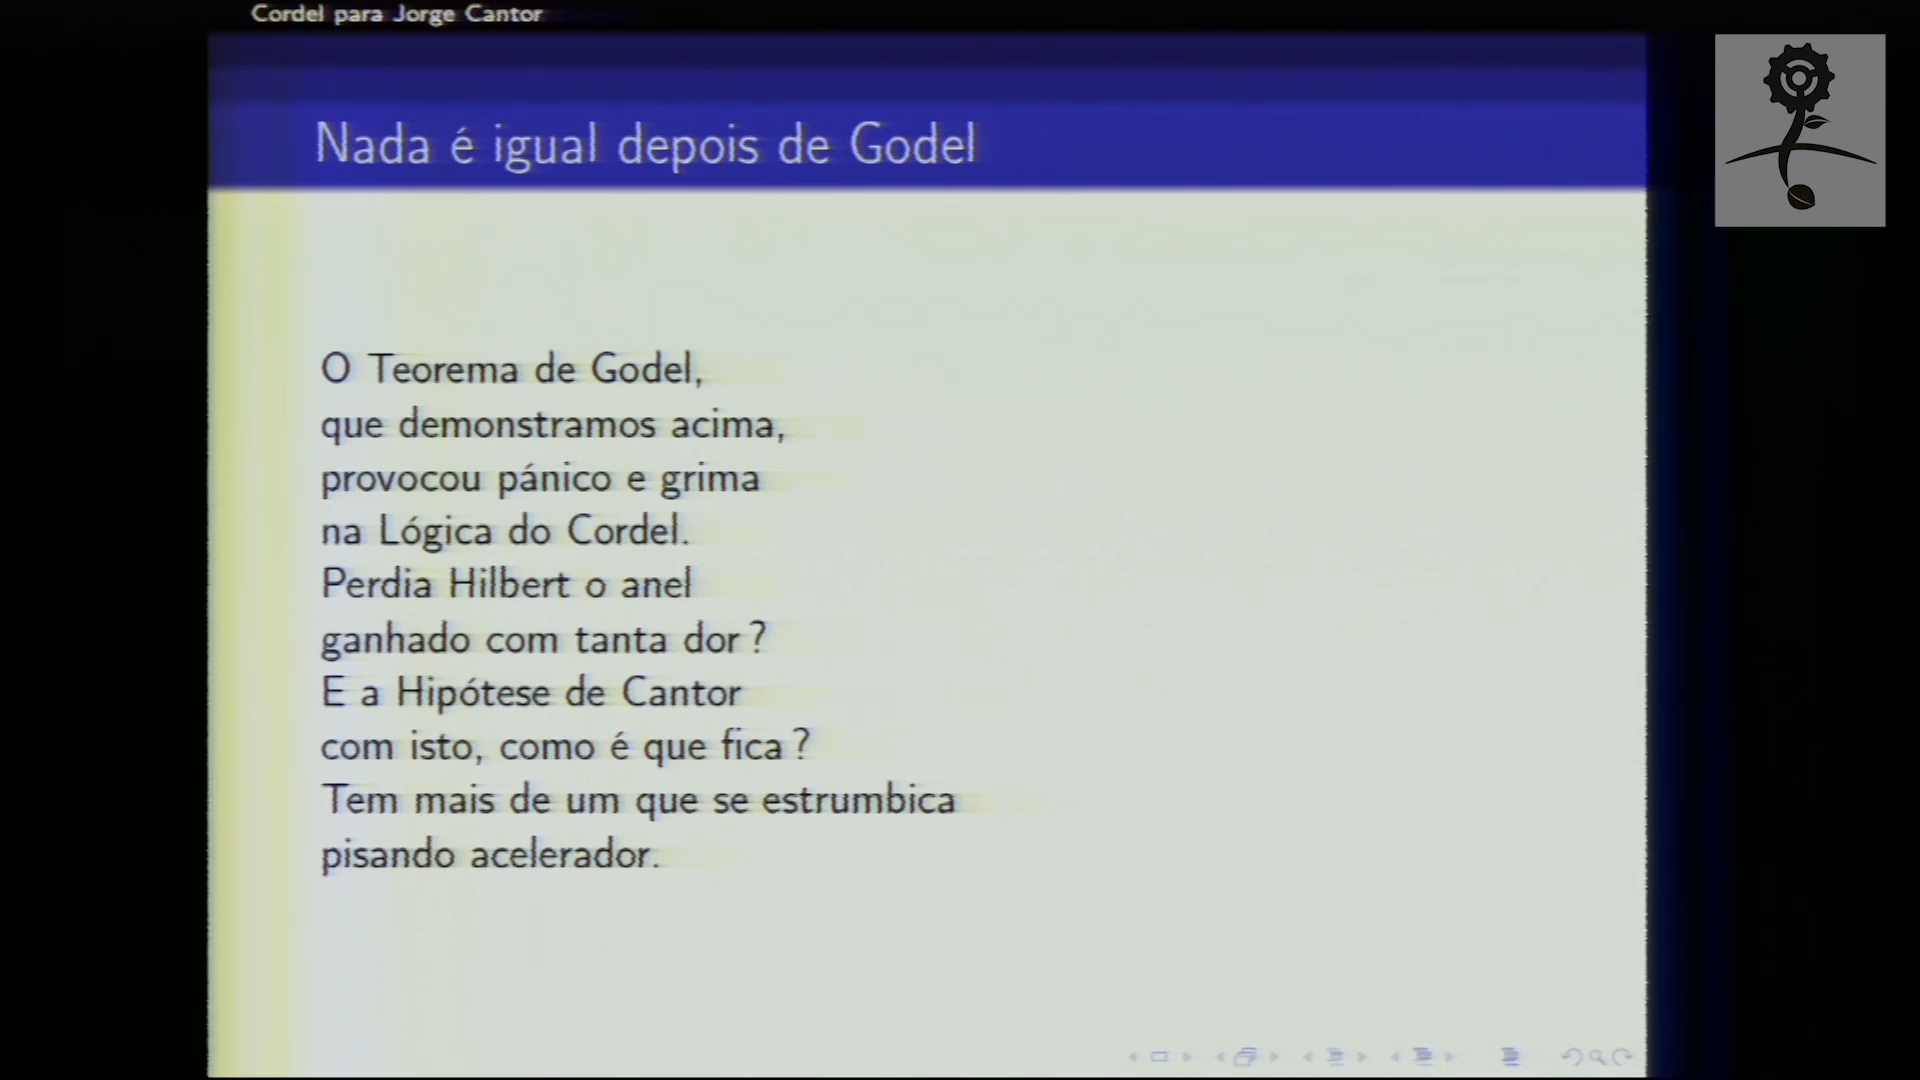 Cordel para Jorge Cantor
Nada é igual depois de Godel
O Teorema de Godel,
que demonstramos acima,
provocou pánico e grima
na Lógica do Cordel.
Perdia Hilbert o anel
ganhado com tanta dor ?
E a Hipótese de Cantor
com isto, como é que fica ?
Tem mais de um que se estrumbica
pisando acelerador.